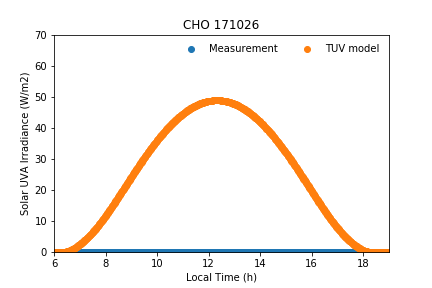 CHO 171026
Measurement TUV model
Solar UVA Irradiance (W/m2)
70
60
50
40
30
20
10
0
6 8 10 12 14 16 18
Local Time (h)